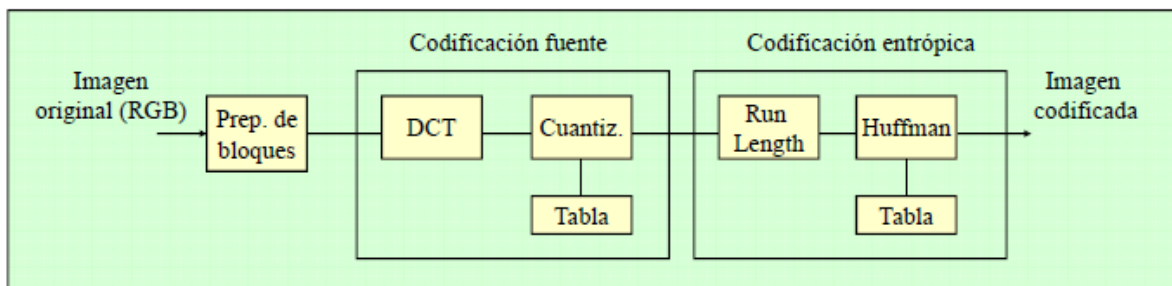 Codificación fuente
Codificación entrópica
Imagen
original (RGB)
Prep. de
bloques
DCT
Cuantiz.
Tabla
Run
Length
Huffman
Tabla
Imagen
codificada